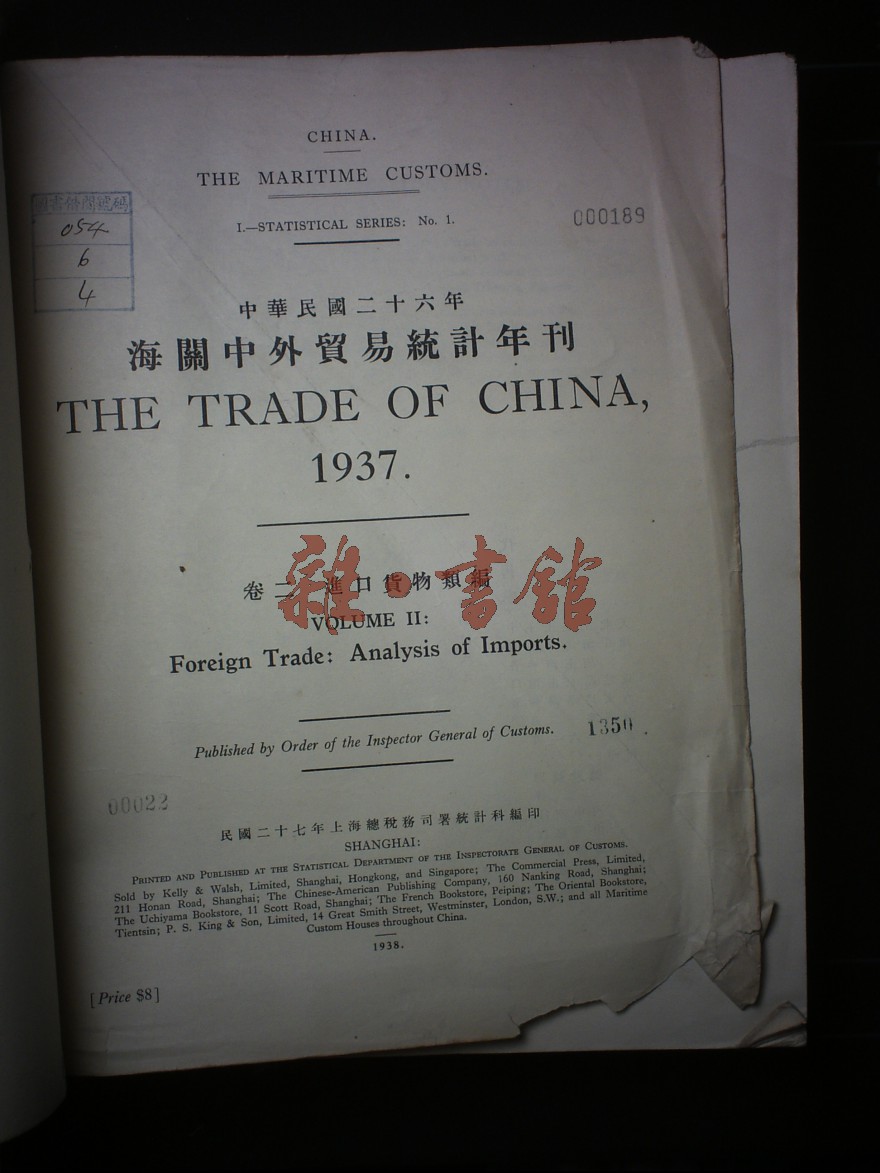 CHINA.
THE MARITIME CUSTOMS.
圖書借閱號碼
054
6
4
I.—STATISTICAL SERIES: No. 1.
000189
中華民國二十六年
海關中外貿易統計年刊
THE TRADE OF CHINA,
1937.
卷二 進口貨物類編
雜·書館
VOLUME II:
Foreign Trade: Analysis of Imports.
Published by Order of the Inspector General of Customs.
1350
00022
民國二十七年上海總稅務司署統計科編印
SHANGHAI:
PRINTED AND PUBLISHED AT THE STATISTICAL DEPARTMENT OF THE INSPECTORATE GENERAL OF CUSTOMS.
Sold by Kelly & Walsh, Limited, Shanghai, Hongkong, and Singapore; The Commercial Press, Limited,
211 Honan Road, Shanghai; The Chinese-American Publishing Company, 160 Nanking Road, Shanghai;
The Uchiyama Bookstore, 11 Scott Road, Shanghai; The French Bookstore, Peiping; The Oriental Bookstore,
Tientsin; P. S. King & Son, Limited, 14 Great Smith Street, Westminster, London, S.W.; and all Maritime
Custom Houses throughout China.
1938.
[Price $8]